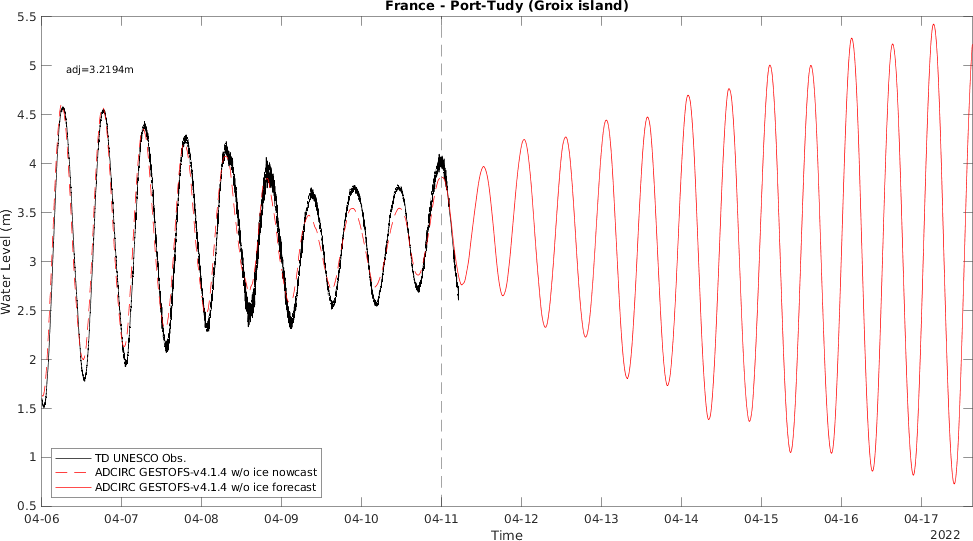 France - Port-Tudy (Groix island)
adj=3.2194m
Water Level (m)
5.5
5
4.5
4
3.5
3
2.5
2
1.5
1
0.5
TD UNESCO Obs.
ADCIRC GESTOFS-v4.1.4 w/o ice nowcast
ADCIRC GESTOFS-v4.1.4 w/o ice forecast
04-06 04-07 04-08 04-09 04-10 04-11 04-12 04-13 04-14 04-15 04-16 04-17
Time
2022